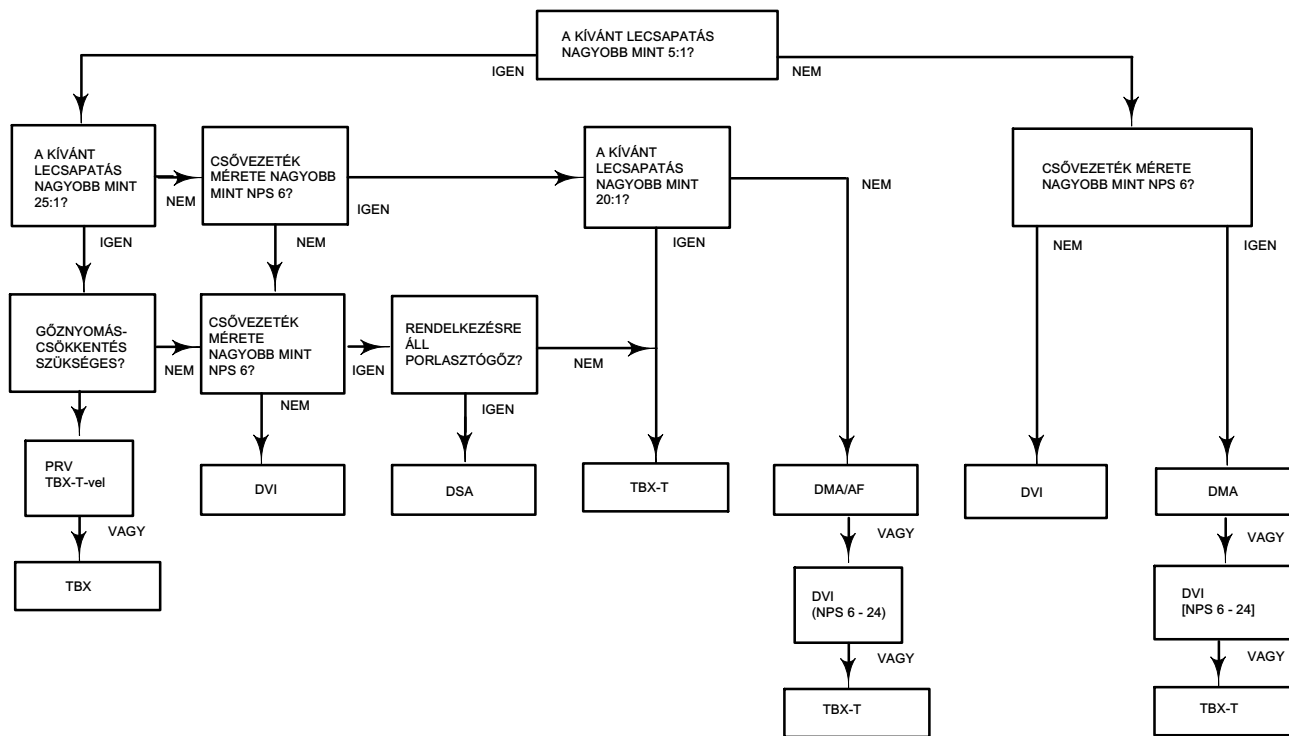 A KÍVÁNT LECSAPATÁS
NAGYOBB MINT 5:1?
IGEN
NEM
A KÍVÁNT
LECSAPATÁS
NAGYOBB MINT
25:1?
NEM
IGEN
CSŐVEZETÉK
MÉRETE NAGYOBB
MINT NPS 6?
IGEN
NEM
A KÍVÁNT
LECSAPATÁS
NAGYOBB MINT
20:1?
NEM
IGEN
CSŐVEZETÉK MÉRETE
NAGYOBB MINT NPS 6?
NEM
IGEN
GŐZNYOMÁS-
CSÖKKENTÉS
SZÜKSÉGES?
NEM
CSŐVEZETÉK
MÉRETE
NAGYOBB MINT
NPS 6?
IGEN
NEM
RENDELKEZÉSRE
ÁLL
PORLASZTÓGŐZ?
NEM
IGEN
PRV
TBX-T-vel
VAGY
TBX
DVI
DSA
TBX-T
DMA/AF
VAGY
DVI
(NPS 6 - 24)
VAGY
TBX-T
DVI
DMA
VAGY
DVI
[NPS 6 - 24]
VAGY
TBX-T